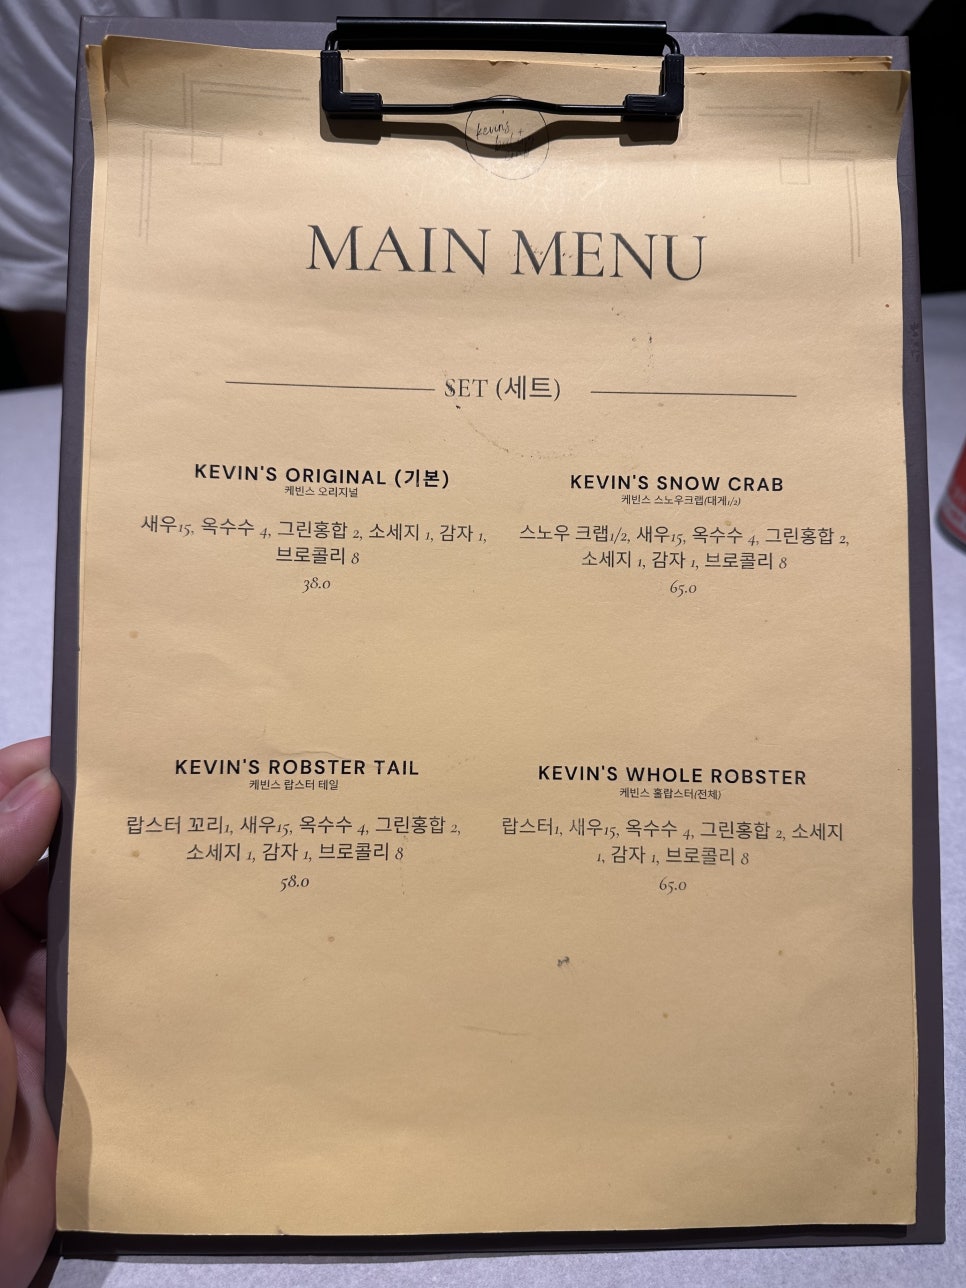 kevin's
MAIN MENU
SET (세트)
KEVIN'S ORIGINAL (기본)
케빈스 오리지널
새우15, 옥수수 4, 그린홍합 2, 소세지 1, 감자 1,
브로콜리 8
38.0
KEVIN'S SNOW CRAB
케빈스 스노우크랩(대게1/2)
스노우 크랩1/2, 새우15, 옥수수 4, 그린홍합 2,
소세지 1, 감자 1, 브로콜리 8
65.0
KEVIN'S ROBSTER TAIL
케빈스 랍스터 테일
랍스터 꼬리1, 새우15, 옥수수 4, 그린홍합 2,
소세지 1, 감자 1, 브로콜리 8
58.0
KEVIN'S WHOLE ROBSTER
케빈스 홀랍스터(전체)
랍스터1, 새우15, 옥수수 4, 그린홍합 2, 소세지
1, 감자 1, 브로콜리 8
65.0